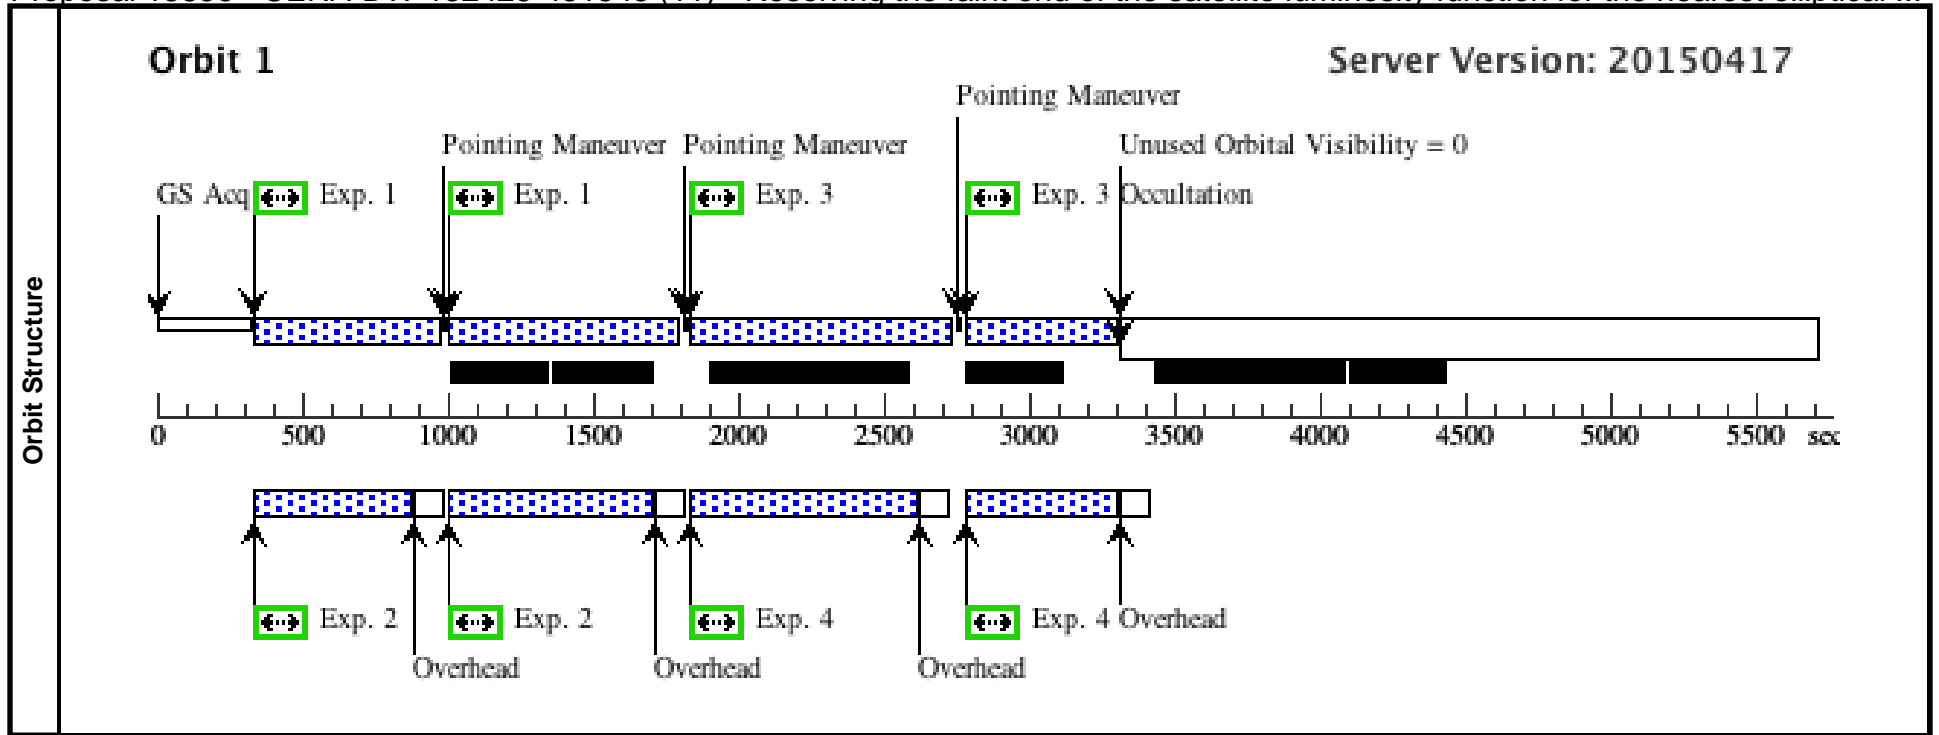 Orbit 1
Server Version: 20150417
Pointing Maneuver
Pointing Maneuver Pointing Maneuver
Unused Orbital Visibility = 0
GS Acq Exp. 1 Exp. 1 Exp. 3 Exp. 3 Occultation
Orbit Structure
0 500 1000 1500 2000 2500 3000 3500 4000 4500 5000 5500 sec
Exp. 2 Exp. 2 Exp. 4 Exp. 4 Overhead
Overhead Overhead Overhead